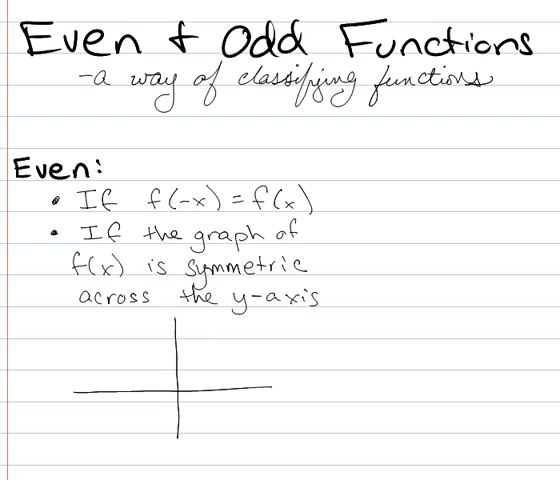 Even + Odd Functions
-a way of classifying functions
Even:
• If f(-x) = f(x)
• If the graph of
f(x) is symmetric
across the y-axis